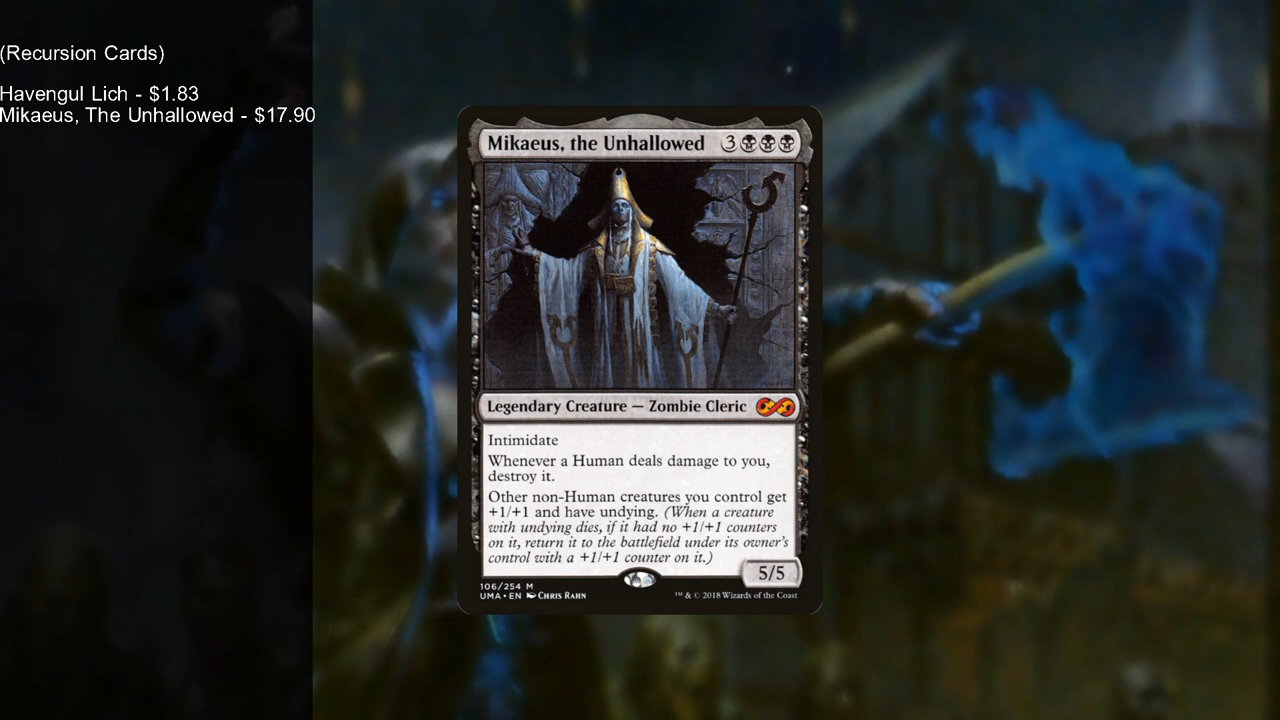 (Recursion Cards)
Havengul Lich - $1.83
Mikaeus, The Unhallowed - $17.90
Mikaeus, the Unhallowed 3
Legendary Creature — Zombie Cleric
Intimidate
Whenever a Human deals damage to you,
destroy it.
Other non-Human creatures you control get
+1/+1 and have undying. (When a creature
with undying dies, if it had no +1/+1 counters
on it, return it to the battlefield under its owner's
control with a +1/+1 counter on it.)
5/5
106/254 M
UMA • EN Chris Rahn
™ & © 2018 Wizards of the Coast